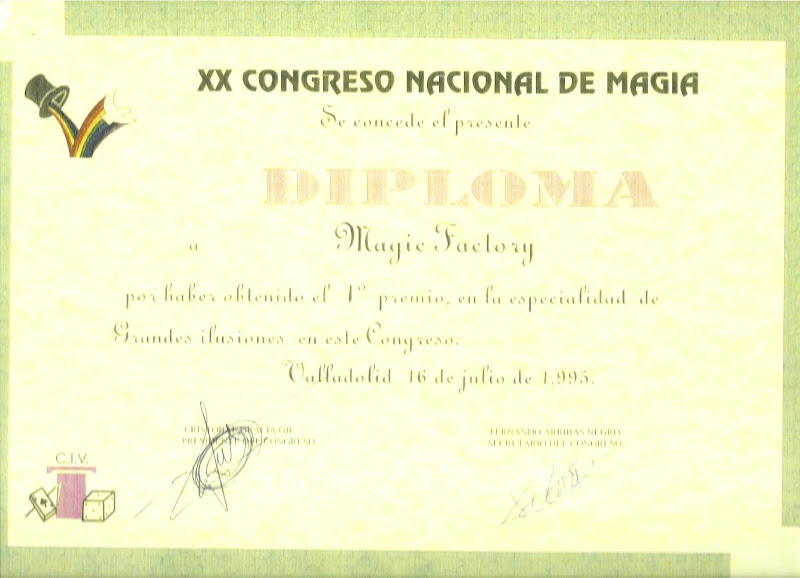 XX CONGRESO NACIONAL DE MAGIA
Se concede el presente
DIPLOMA
a Magic Factory
por haber obtenido el 1º premio, en la especialidad de
Grandes ilusiones en este Congreso.
Valladolid 16 de julio de 1.995.
GIL
PRESIDENTE DEL CONGRESO
FERNANDO ARRIBAS NEGRO
SECRETARIO DEL CONGRESO
C.I.V.